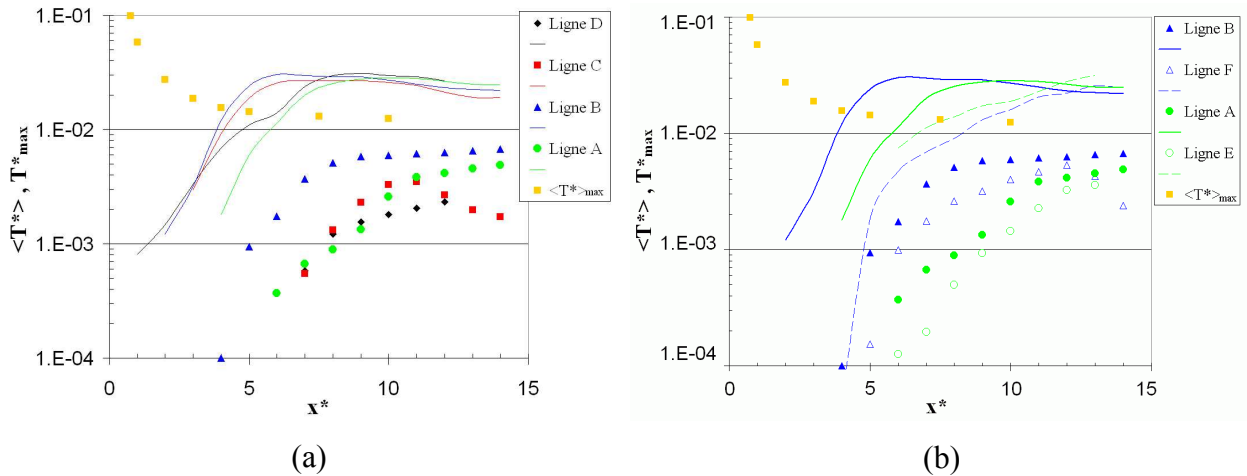 1.E-01
1.E-02
1.E-03
1.E-04
<T*> , T*max
0
5
10
15
x*
Ligne D
Ligne C
Ligne B
Ligne A
<T*>max
(a)
1.E-01
1.E-02
1.E-03
1.E-04
<T*> , T*max
0
5
10
15
x*
Ligne B
Ligne F
Ligne A
Ligne E
<T*>max
(b)